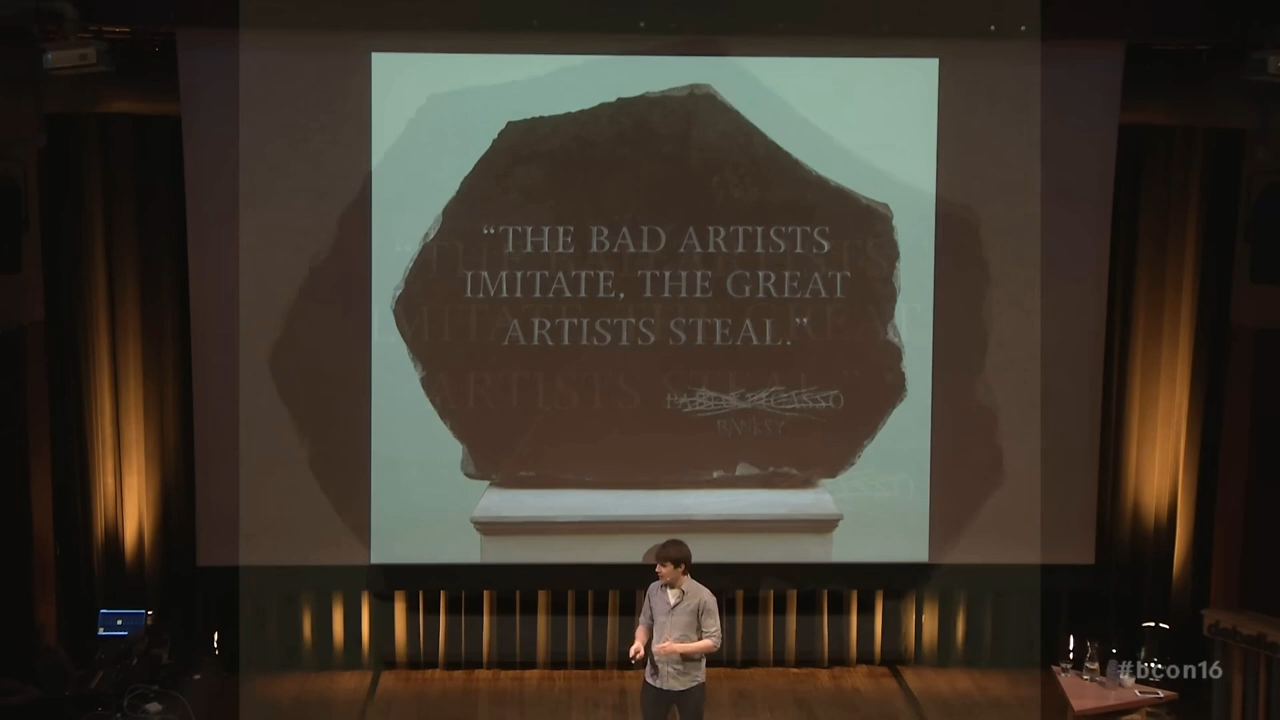 “THE BAD ARTISTS
IMITATE, THE GREAT
ARTISTS STEAL.”
PABLO PICASSO
BANKSY
#bcon16